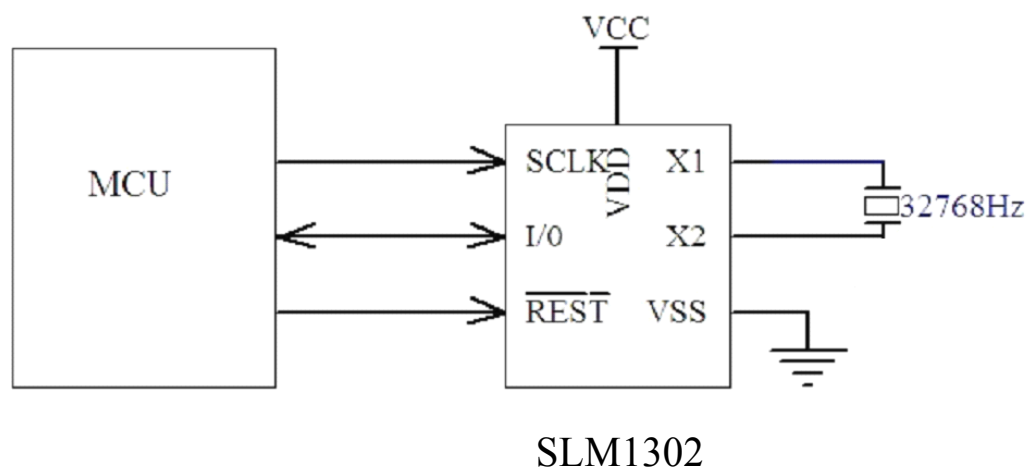 VCC
MCU
SCLK
VDD
X1
32768Hz
I/0
X2
REST
VSS
SLM1302